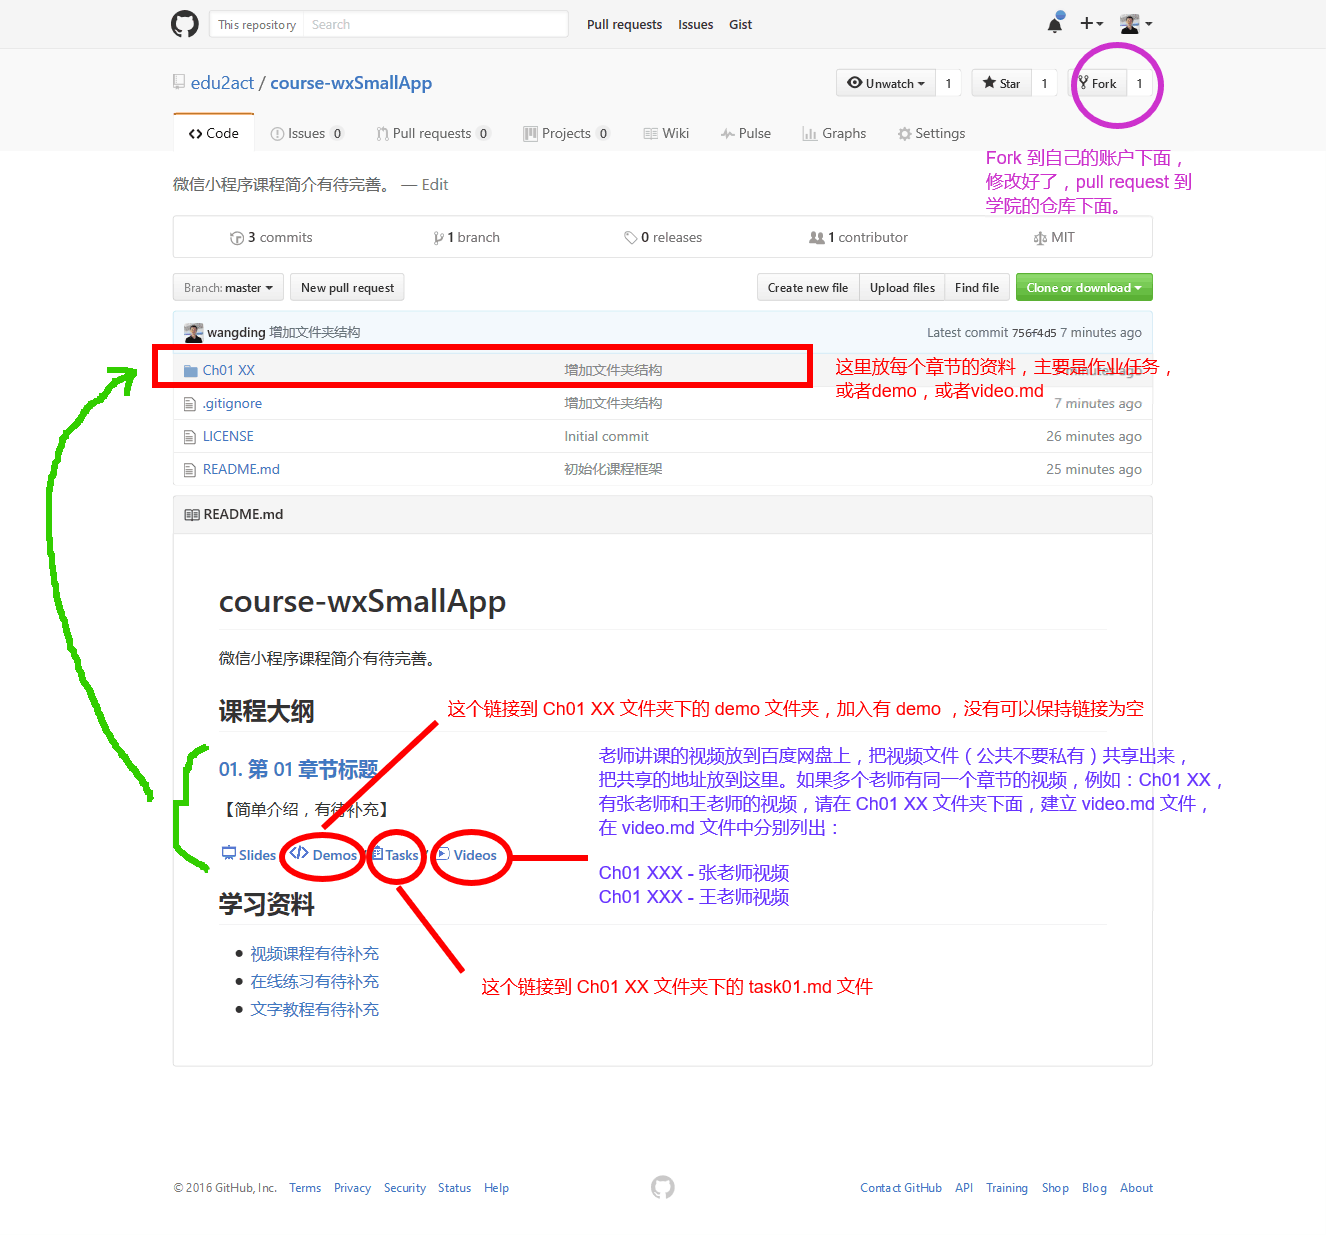 This repository Search Pull requests Issues Gist
edu2act / course-wxSmallApp Unwatch 1 Star 1 Fork 1
Code Issues 0 Pull requests 0 Projects 0 Wiki Pulse Graphs Settings
Fork 到自己的账户下面，
修改好了，pull request 到
学院的仓库下面。
微信小程序课程简介有待完善。 — Edit
3 commits 1 branch 0 releases 1 contributor MIT
Branch: master New pull request Create new file Upload files Find file Clone or download
wangding 增加文件夹结构 Latest commit 756f4d5 7 minutes ago
Ch01 XX 增加文件夹结构 minutes ago
这里放每个章节的资料，主要是作业任务，
或者demo，或者video.md
.gitignore 增加文件夹结构 7 minutes ago
LICENSE Initial commit 26 minutes ago
README.md 初始化课程框架 25 minutes ago
README.md
course-wxSmallApp
微信小程序课程简介有待完善。
课程大纲
这个链接到 Ch01 XX 文件夹下的 demo 文件夹，加入有 demo ，没有可以保持链接为空
01. 第 01 章节标题
【简单介绍，有待补充】
老师讲课的视频放到百度网盘上，把视频文件（公共不要私有）共享出来，
把共享的地址放到这里。如果多个老师有同一个章节的视频，例如：Ch01 XX，
有张老师和王老师的视频，请在 Ch01 XX 文件夹下面，建立 video.md 文件，
在 video.md 文件中分别列出：
Ch01 XXX - 张老师视频
Ch01 XXX - 王老师视频
Slides Demos Tasks Videos
学习资料
视频课程有待补充
在线练习有待补充
文字教程有待补充
这个链接到 Ch01 XX 文件夹下的 task01.md 文件
© 2016 GitHub, Inc. Terms Privacy Security Status Help Contact GitHub API Training Shop Blog About